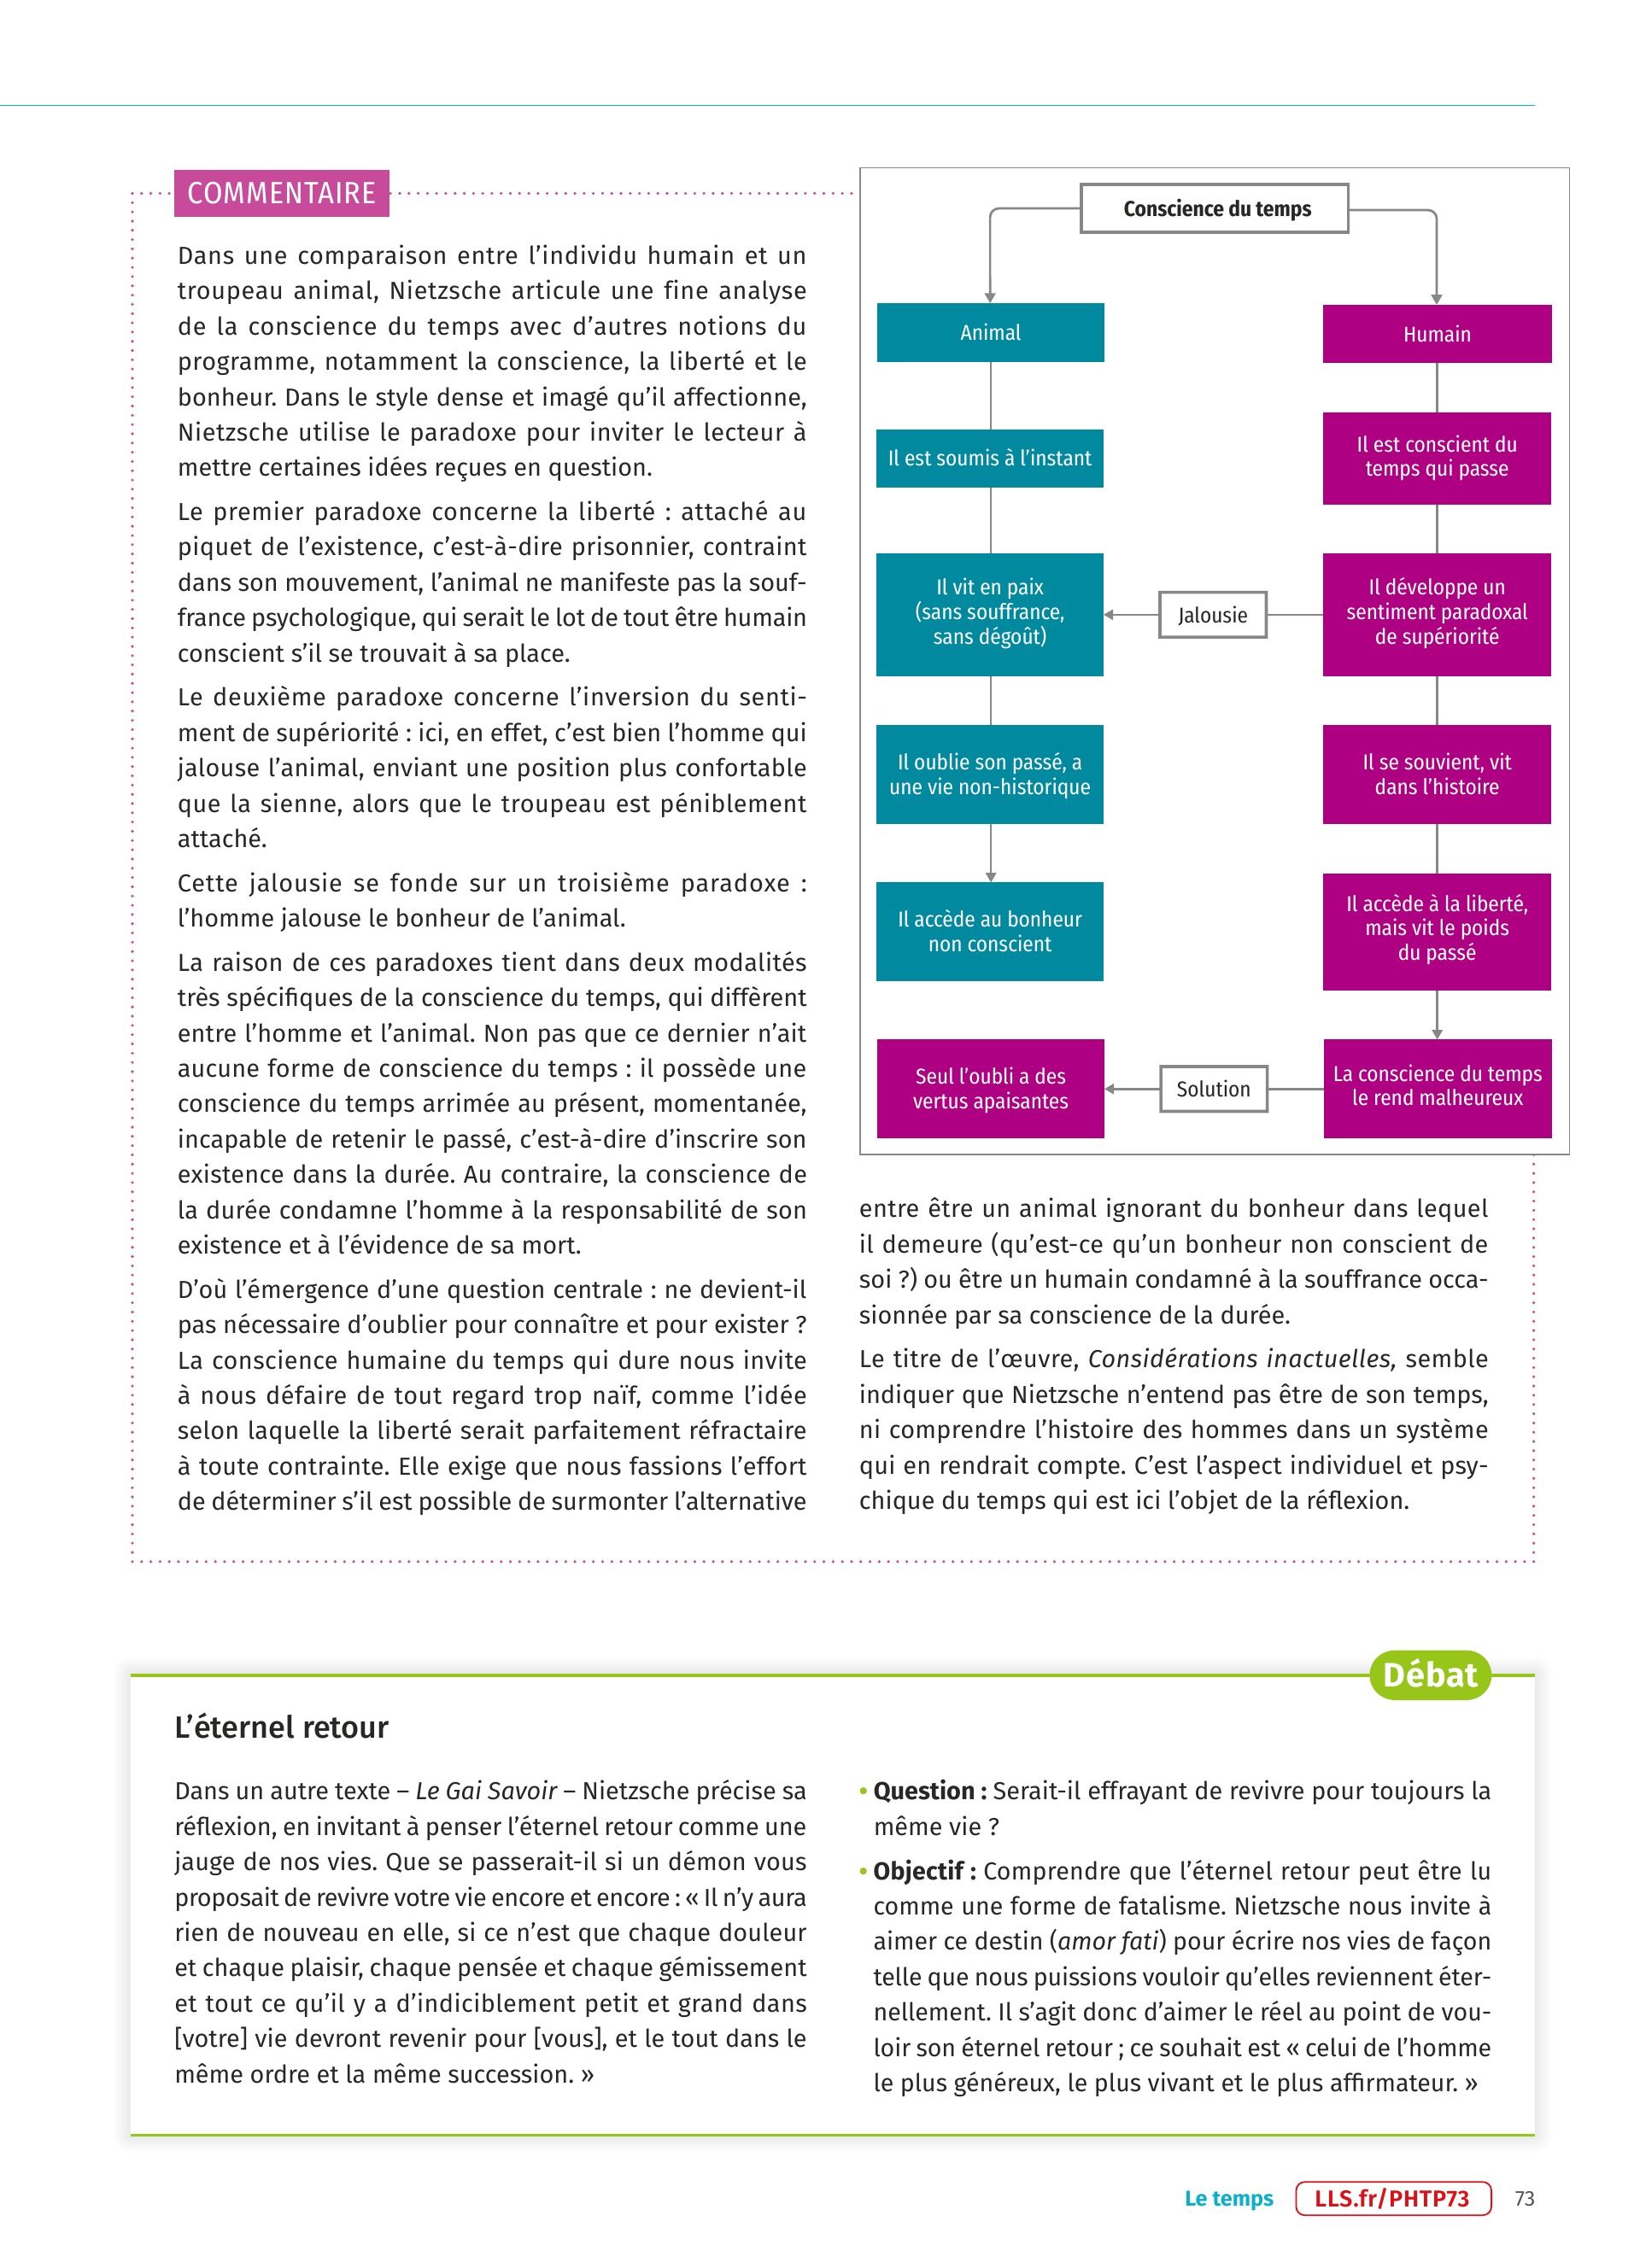 COMMENTAIRE
Dans une comparaison entre l’individu humain et un
troupeau animal, Nietzsche articule une fine analyse
de la conscience du temps avec d’autres notions du
programme, notamment la conscience, la liberté et le
bonheur. Dans le style dense et imagé qu’il affectionne,
Nietzsche utilise le paradoxe pour inviter le lecteur à
mettre certaines idées reçues en question.
Le premier paradoxe concerne la liberté : attaché au
piquet de l’existence, c’est-à-dire prisonnier, contraint
dans son mouvement, l’animal ne manifeste pas la souf-
france psychologique, qui serait le lot de tout être humain
conscient s’il se trouvait à sa place.
Le deuxième paradoxe concerne l’inversion du senti-
ment de supériorité : ici, en effet, c’est bien l’homme qui
jalouse l’animal, enviant une position plus confortable
que la sienne, alors que le troupeau est péniblement
attaché.
Cette jalousie se fonde sur un troisième paradoxe :
l’homme jalouse le bonheur de l’animal.
La raison de ces paradoxes tient dans deux modalités
très spécifiques de la conscience du temps, qui diffèrent
entre l’homme et l’animal. Non pas que ce dernier n’ait
aucune forme de conscience du temps : il possède une
conscience du temps arrimée au présent, momentanée,
incapable de retenir le passé, c’est-à-dire d’inscrire son
existence dans la durée. Au contraire, la conscience de
la durée condamne l’homme à la responsabilité de son
existence et à l’évidence de sa mort.
D’où l’émergence d’une question centrale : ne devient-il
pas nécessaire d’oublier pour connaître et pour exister ?
La conscience humaine du temps qui dure nous invite
à nous défaire de tout regard trop naïf, comme l’idée
selon laquelle la liberté serait parfaitement réfractaire
à toute contrainte. Elle exige que nous fassions l’effort
de déterminer s’il est possible de surmonter l’alternative
Conscience du temps
Animal
Humain
Il est soumis à l’instant
Il est conscient du
temps qui passe
Il vit en paix
(sans souffrance,
sans dégoût)
Jalousie
Il développe un
sentiment paradoxal
de supériorité
Il oublie son passé, a
une vie non-historique
Il se souvient, vit
dans l’histoire
Il accède au bonheur
non conscient
Il accède à la liberté,
mais vit le poids
du passé
Seul l’oubli a des
vertus apaisantes
Solution
La conscience du temps
le rend malheureux
entre être un animal ignorant du bonheur dans lequel
il demeure (qu’est-ce qu’un bonheur non conscient de
soi ?) ou être un humain condamné à la souffrance occa-
sionnée par sa conscience de la durée.
Le titre de l’œuvre, Considérations inactuelles, semble
indiquer que Nietzsche n’entend pas être de son temps,
ni comprendre l’histoire des hommes dans un système
qui en rendrait compte. C’est l’aspect individuel et psy-
chique du temps qui est ici l’objet de la réflexion.
Débat
L’éternel retour
Dans un autre texte – Le Gai Savoir – Nietzsche précise sa
réflexion, en invitant à penser l’éternel retour comme une
jauge de nos vies. Que se passerait-il si un démon vous
proposait de revivre votre vie encore et encore : « Il n’y aura
rien de nouveau en elle, si ce n’est que chaque douleur
et chaque plaisir, chaque pensée et chaque gémissement
et tout ce qu’il y a d’indiciblement petit et grand dans
[votre] vie devront revenir pour [vous], et le tout dans le
même ordre et la même succession. »
• Question : Serait-il effrayant de revivre pour toujours la
même vie ?
• Objectif : Comprendre que l’éternel retour peut être lu
comme une forme de fatalisme. Nietzsche nous invite à
aimer ce destin (amor fati) pour écrire nos vies de façon
telle que nous puissions vouloir qu’elles reviennent éter-
nellement. Il s’agit donc d’aimer le réel au point de vou-
loir son éternel retour ; ce souhait est « celui de l’homme
le plus généreux, le plus vivant et le plus affirmateur. »
Le temps LLS.fr/PHTP73 73